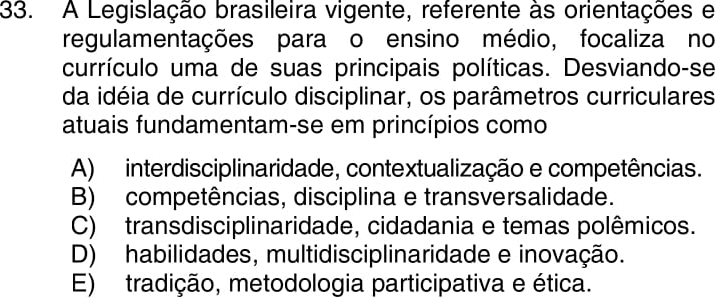 33. A Legislação brasileira vigente, referente às orientações e
regulamentações para o ensino médio, focaliza no
currículo uma de suas principais políticas. Desviando-se
da idéia de currículo disciplinar, os parâmetros curriculares
atuais fundamentam-se em princípios como
A) interdisciplinaridade, contextualização e competências.
B) competências, disciplina e transversalidade.
C) transdisciplinaridade, cidadania e temas polêmicos.
D) habilidades, multidisciplinaridade e inovação.
E) tradição, metodologia participativa e ética.